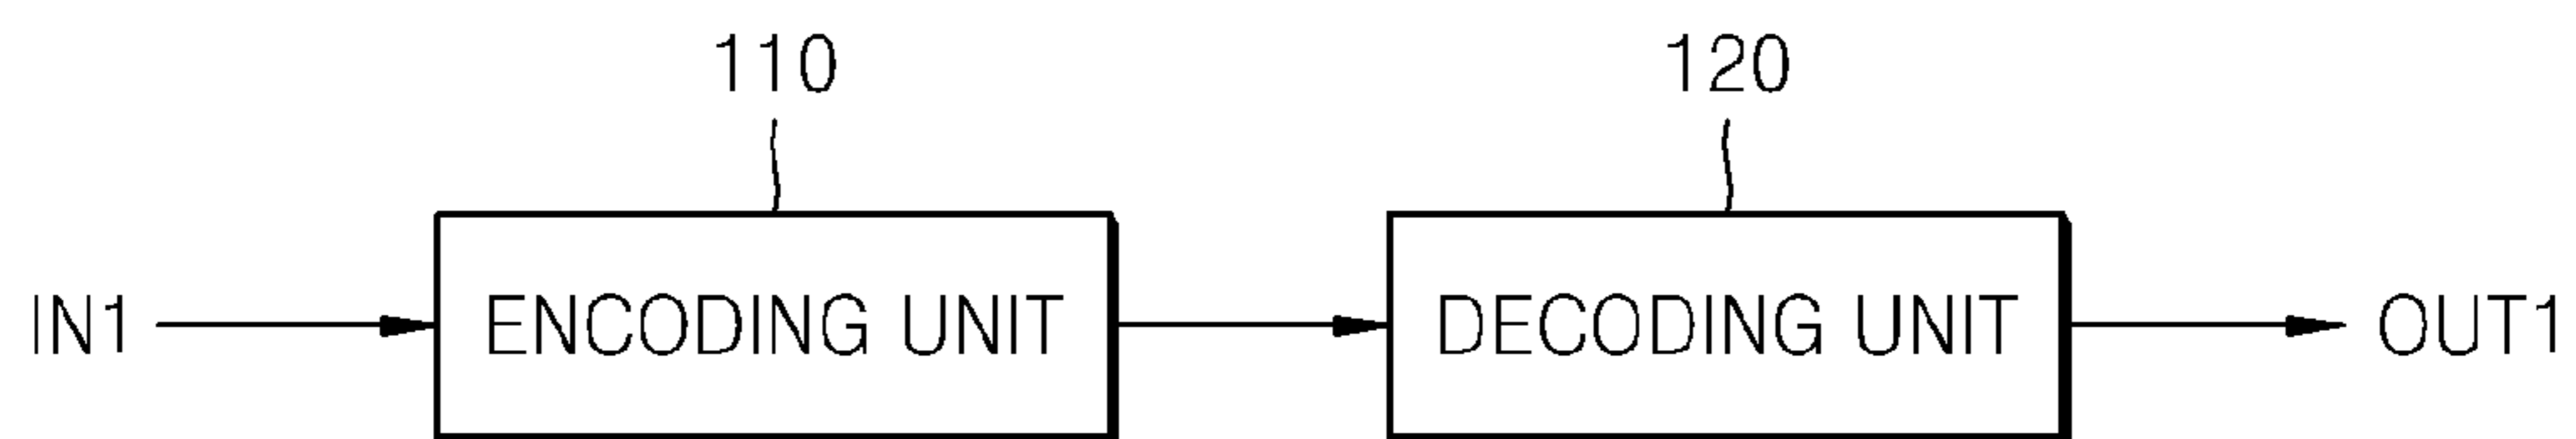 110 120
IN1 ENCODING UNIT DECODING UNIT OUT1